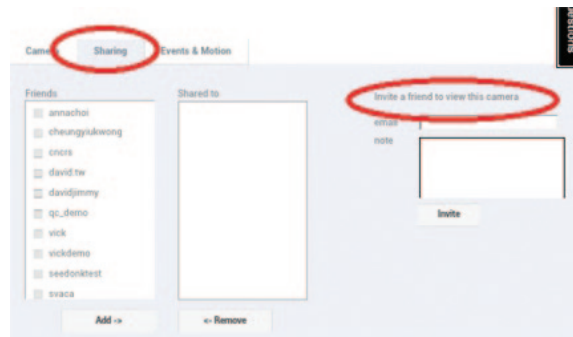 Camera Sharing Events & Motion
Friends
annachoi
cheungyiukwong
cncrs
david.tw
davidjimmy
qc_demo
vick
vickdemo
seedonktest
svaca
Add ->
Shared to
<- Remove
Invite a friend to view this camera
email
note
Invite
estions